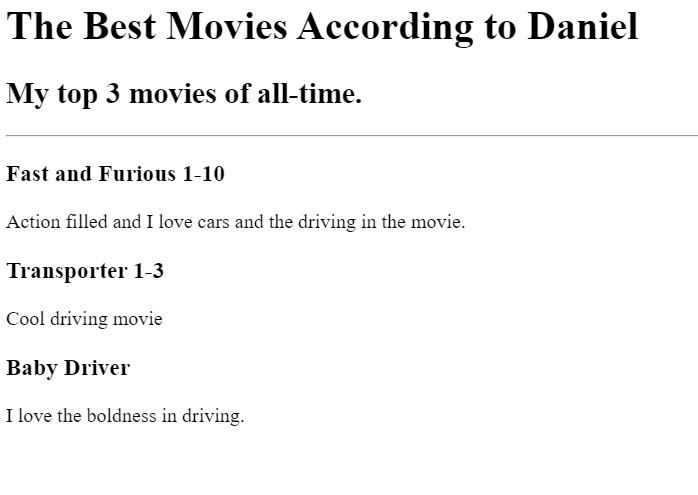 The Best Movies According to Daniel
My top 3 movies of all-time.
Fast and Furious 1-10
Action filled and I love cars and the driving in the movie.
Transporter 1-3
Cool driving movie
Baby Driver
I love the boldness in driving.